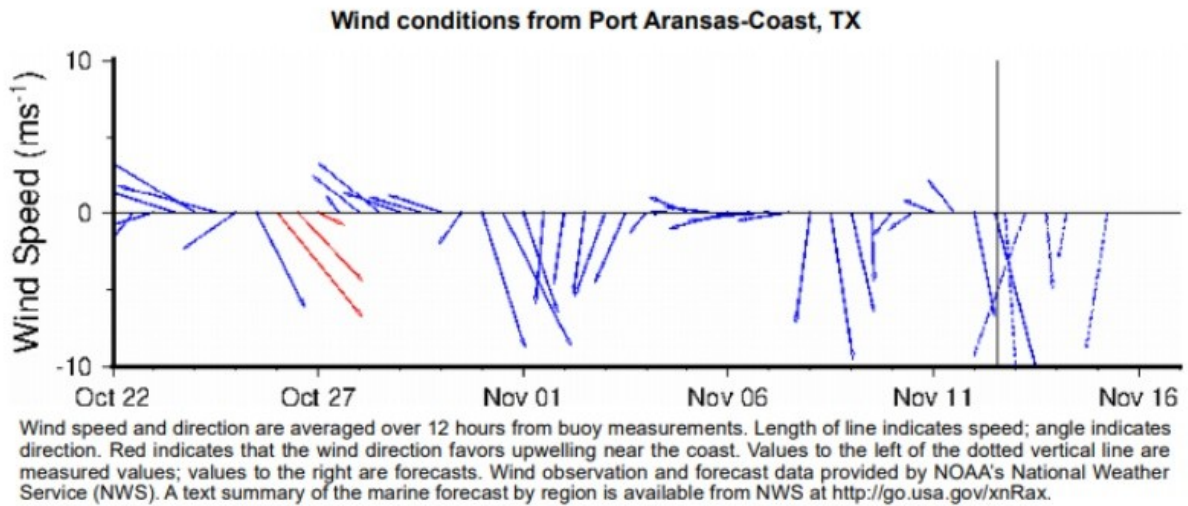 Wind conditions from Port Aransas-Coast, TX
Wind Speed (ms⁻¹)
10
0
-10
Oct 22 Oct 27 Nov 01 Nov 06 Nov 11 Nov 16
Wind speed and direction are averaged over 12 hours from buoy measurements. Length of line indicates speed; angle indicates
direction. Red indicates that the wind direction favors upwelling near the coast. Values to the left of the dotted vertical line are
measured values; values to the right are forecasts. Wind observation and forecast data provided by NOAA's National Weather
Service (NWS). A text summary of the marine forecast by region is available from NWS at http://go.usa.gov/xnRax.